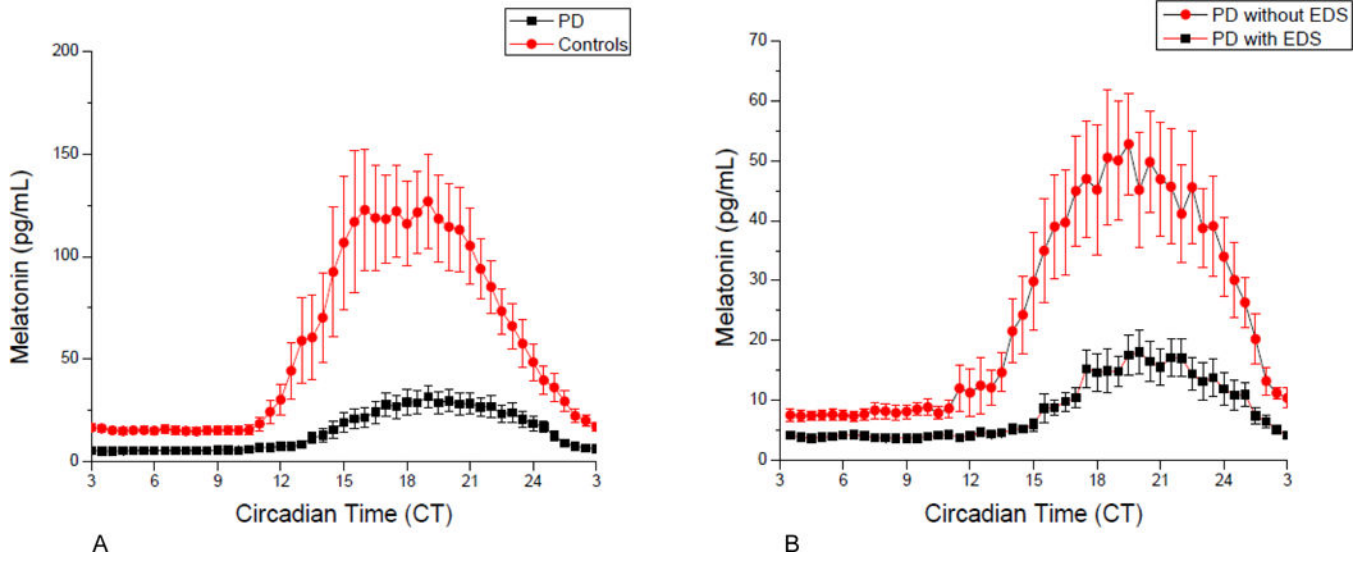 PD
Controls
200
150
100
50
0
Melatonin (pg/mL)
3 6 9 12 15 18 21 24 3
Circadian Time (CT)
A
PD without EDS
PD with EDS
70
60
50
40
30
20
10
0
Melatonin (pg/mL)
3 6 9 12 15 18 21 24 3
Circadian Time (CT)
B